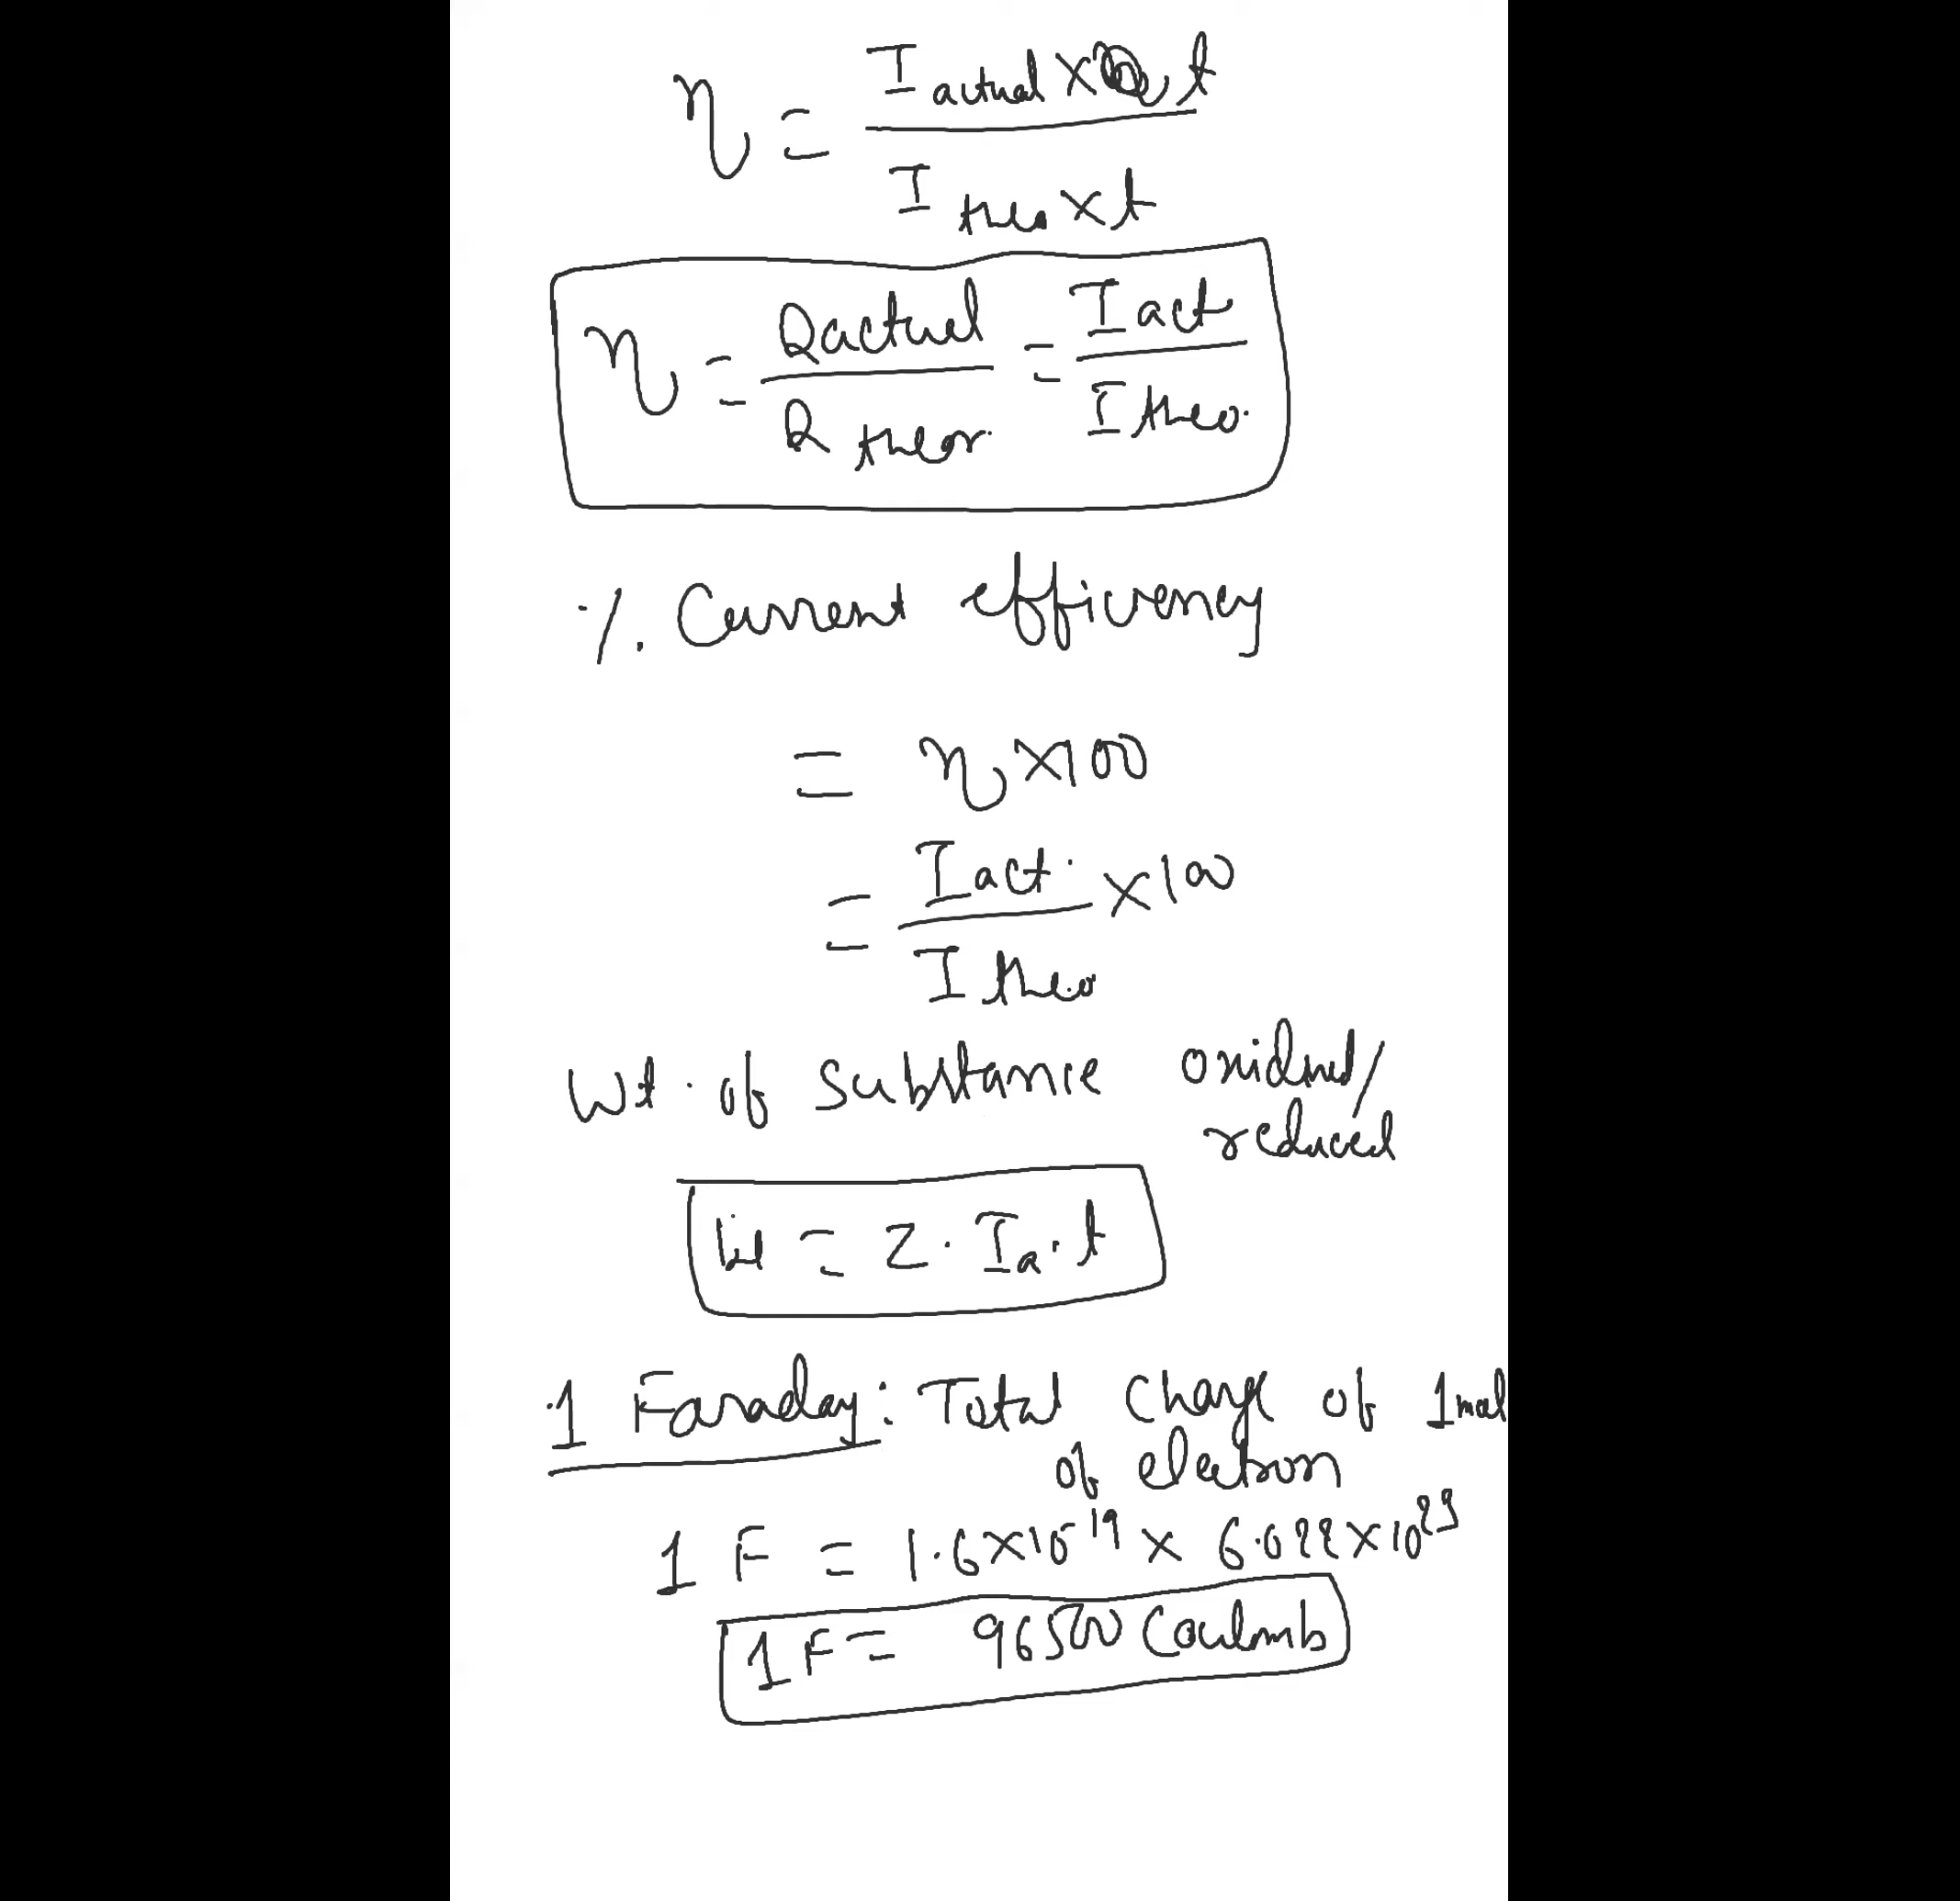 η = I actual × t
I theo × t
η = Qactual = I act
Q theor. I theo.
% Current efficiency
= η × 100
= I act. × 100
I theo
Wt. of Substance oxidised/
reduced
W = Z. Ia. t
1 Faraday: Total Charge of 1 mol
of electron
1 F = 1.6×10⁻¹⁹ × 6.022×10²³
1 F = 96500 Coulomb